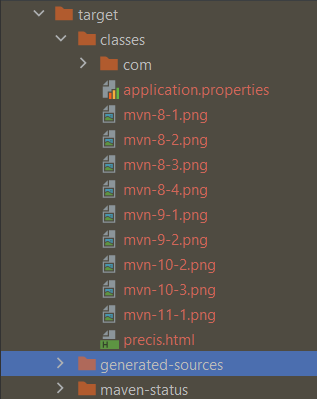 target
classes
com
application.properties
mvn-8-1.png
mvn-8-2.png
mvn-8-3.png
mvn-8-4.png
mvn-9-1.png
mvn-9-2.png
mvn-10-2.png
mvn-10-3.png
mvn-11-1.png
precis.html
generated-sources
maven-status